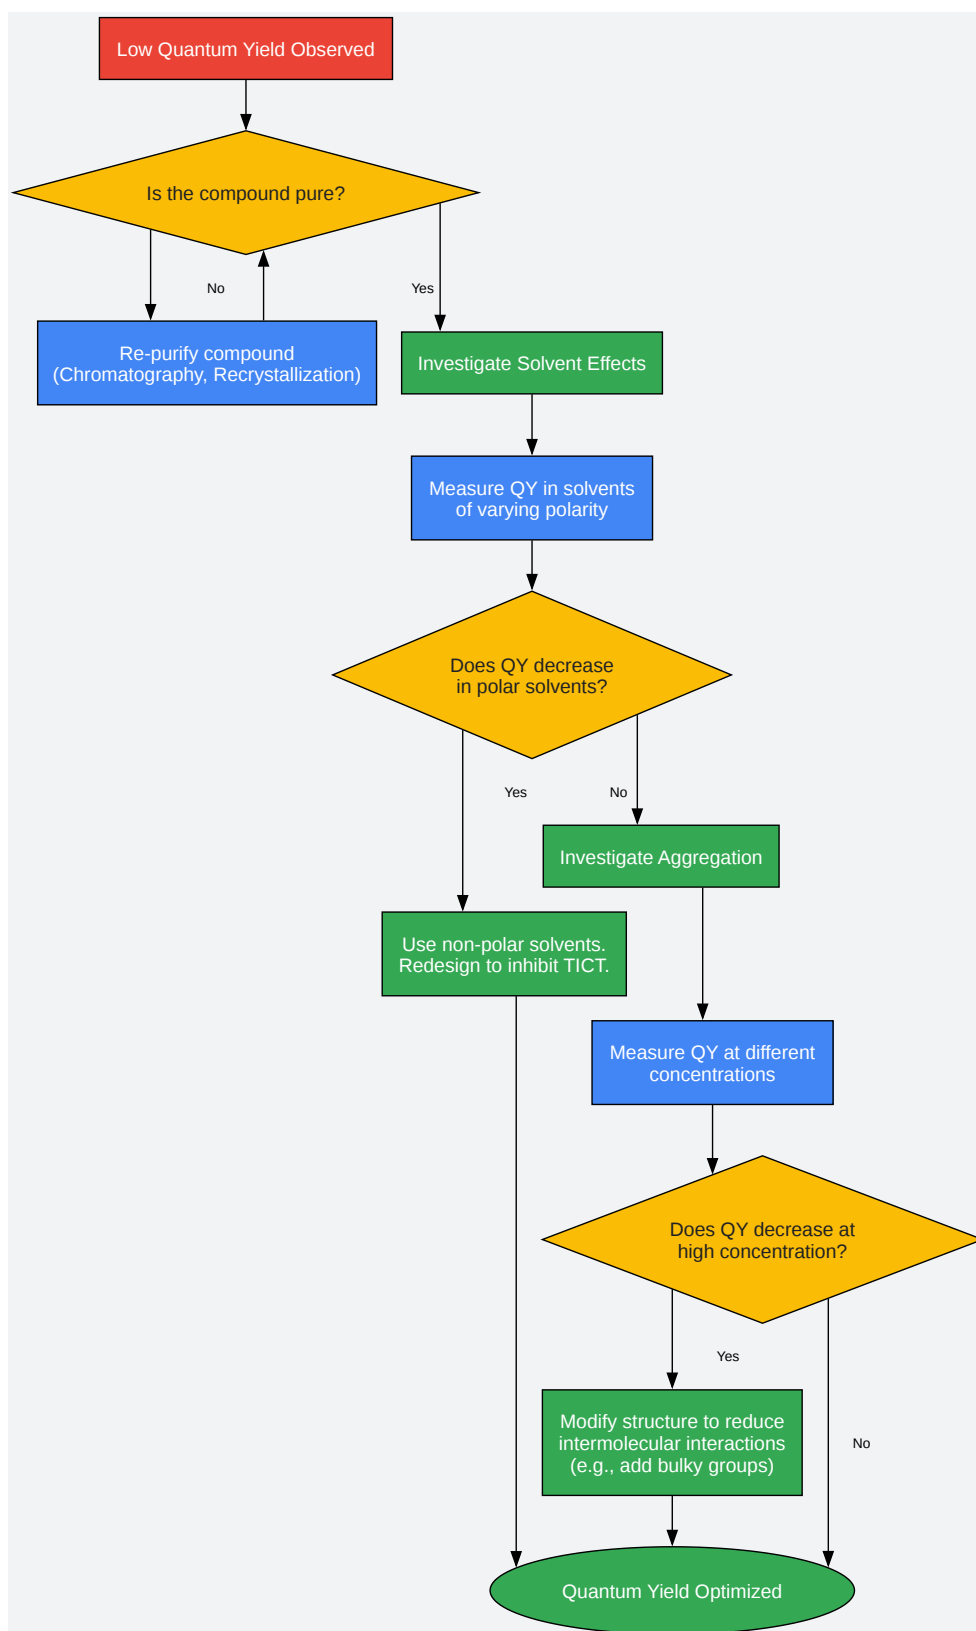 Low Quantum Yield Observed
Is the compound pure?
No
Yes
Re-purify compound
(Chromatography, Recrystallization)
Investigate Solvent Effects
Measure QY in solvents
of varying polarity
Does QY decrease
in polar solvents?
Yes
No
Investigate Aggregation
Use non-polar solvents.
Redesign to inhibit TICT.
Measure QY at different
concentrations
Does QY decrease at
high concentration?
Yes
Modify structure to reduce
intermolecular interactions
(e.g., add bulky groups)
No
Quantum Yield Optimized